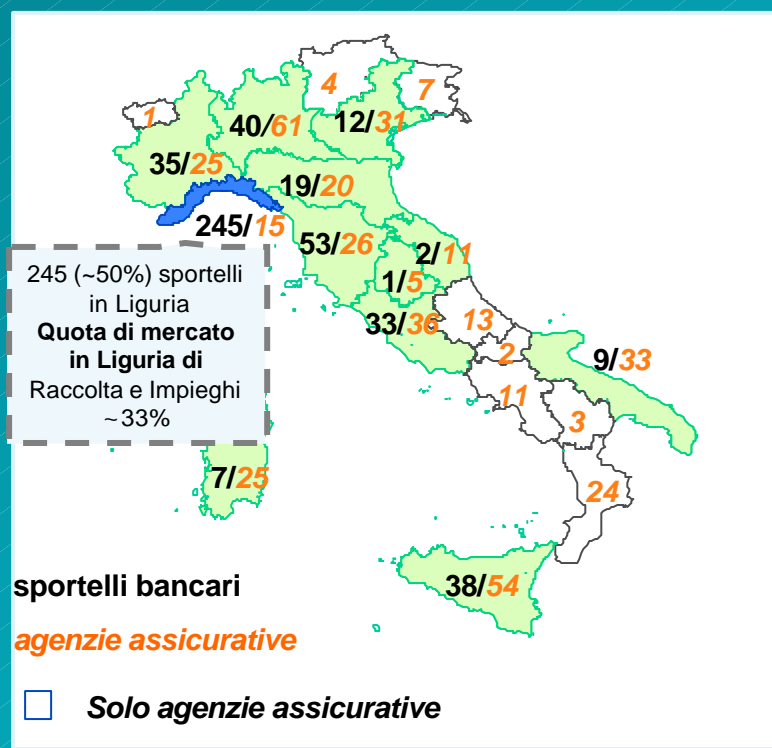 4
7
1
40/61
12/31
35/25
19/20
245/15
53/26
2/11
1/5
245 (~50%) sportelli
in Liguria
Quota di mercato
in Liguria di
Raccolta e Impieghi
~33%
33/36
13
2
9/33
11
3
7/25
24
38/54
sportelli bancari
agenzie assicurative
Solo agenzie assicurative